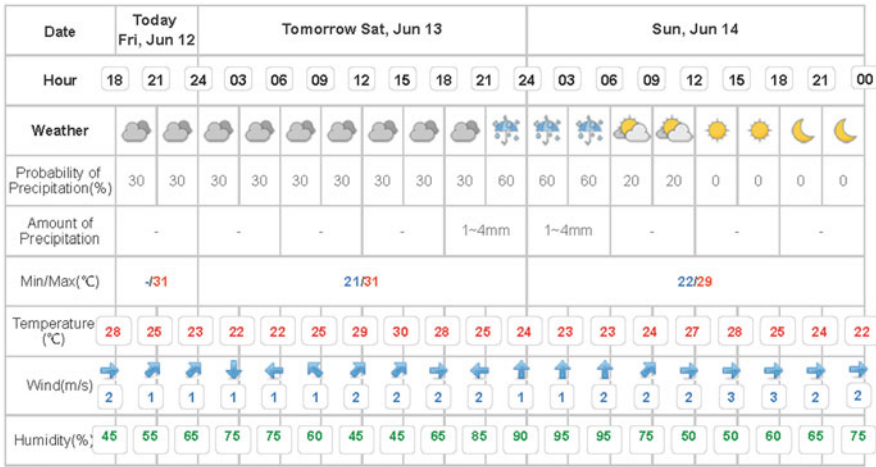 Date Today Fri, Jun 12 Tomorrow Sat, Jun 13 Sun, Jun 14
Hour 18 21 24 03 06 09 12 15 18 21 24 03 06 09 12 15 18 21 00
Weather
Probability of Precipitation(%) 30 30 30 30 30 30 30 30 30 60 60 60 20 20 0 0 0 0
Amount of Precipitation - - - - 1~4mm 1~4mm - - -
Min/Max(℃) -/31 21/31 22/29
Temperature (℃) 28 25 23 22 22 25 29 30 28 25 24 23 23 24 27 28 25 24 22
Wind(m/s) 2 1 1 1 1 1 2 2 2 2 1 1 2 2 2 3 3 2 2
Humidity(%) 45 55 65 75 75 60 45 45 65 85 90 95 95 75 50 50 60 65 75